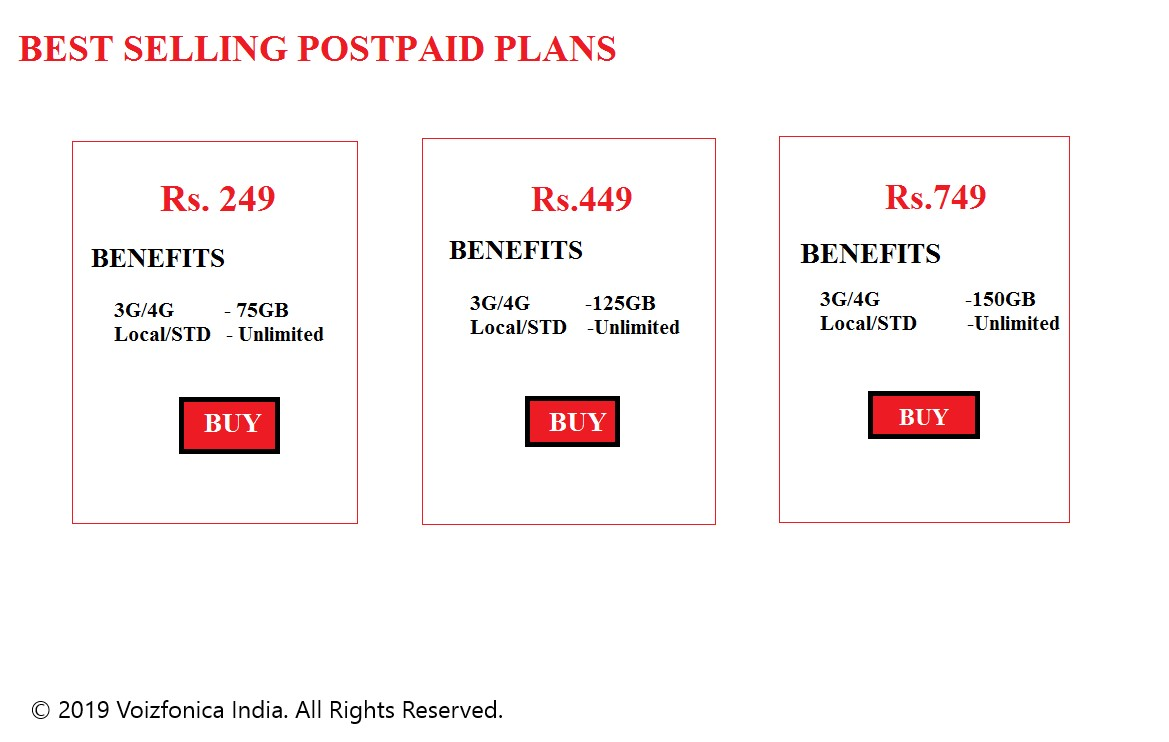 BEST SELLING POSTPAID PLANS
Rs. 249
BENEFITS
3G/4G - 75GB
Local/STD - Unlimited
BUY
Rs.449
BENEFITS
3G/4G -125GB
Local/STD -Unlimited
BUY
Rs.749
BENEFITS
3G/4G -150GB
Local/STD -Unlimited
BUY
© 2019 Voizfonica India. All Rights Reserved.